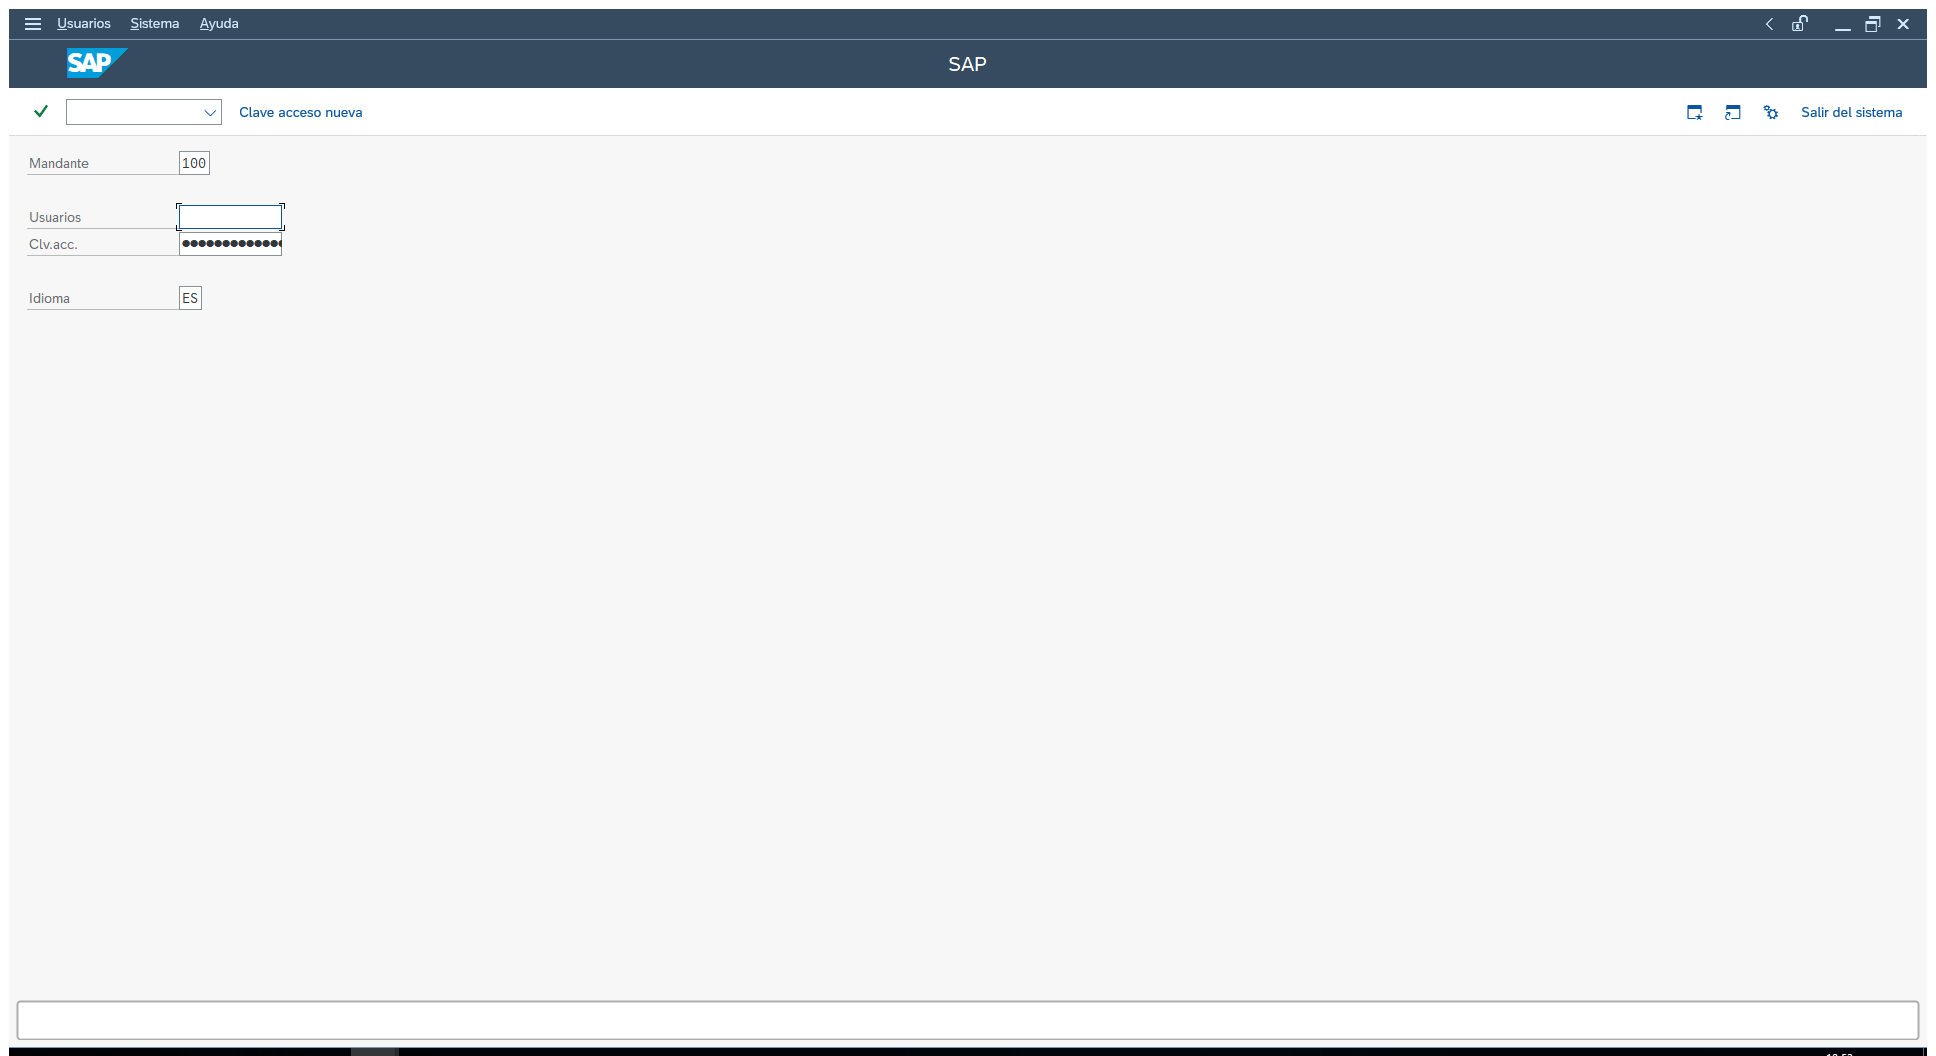 Usuarios Sistema Ayuda
SAP
SAP
Clave acceso nueva
Salir del sistema
Mandante 100
Usuarios
Clv.acc. ●●●●●●●●●●●●●
Idioma ES